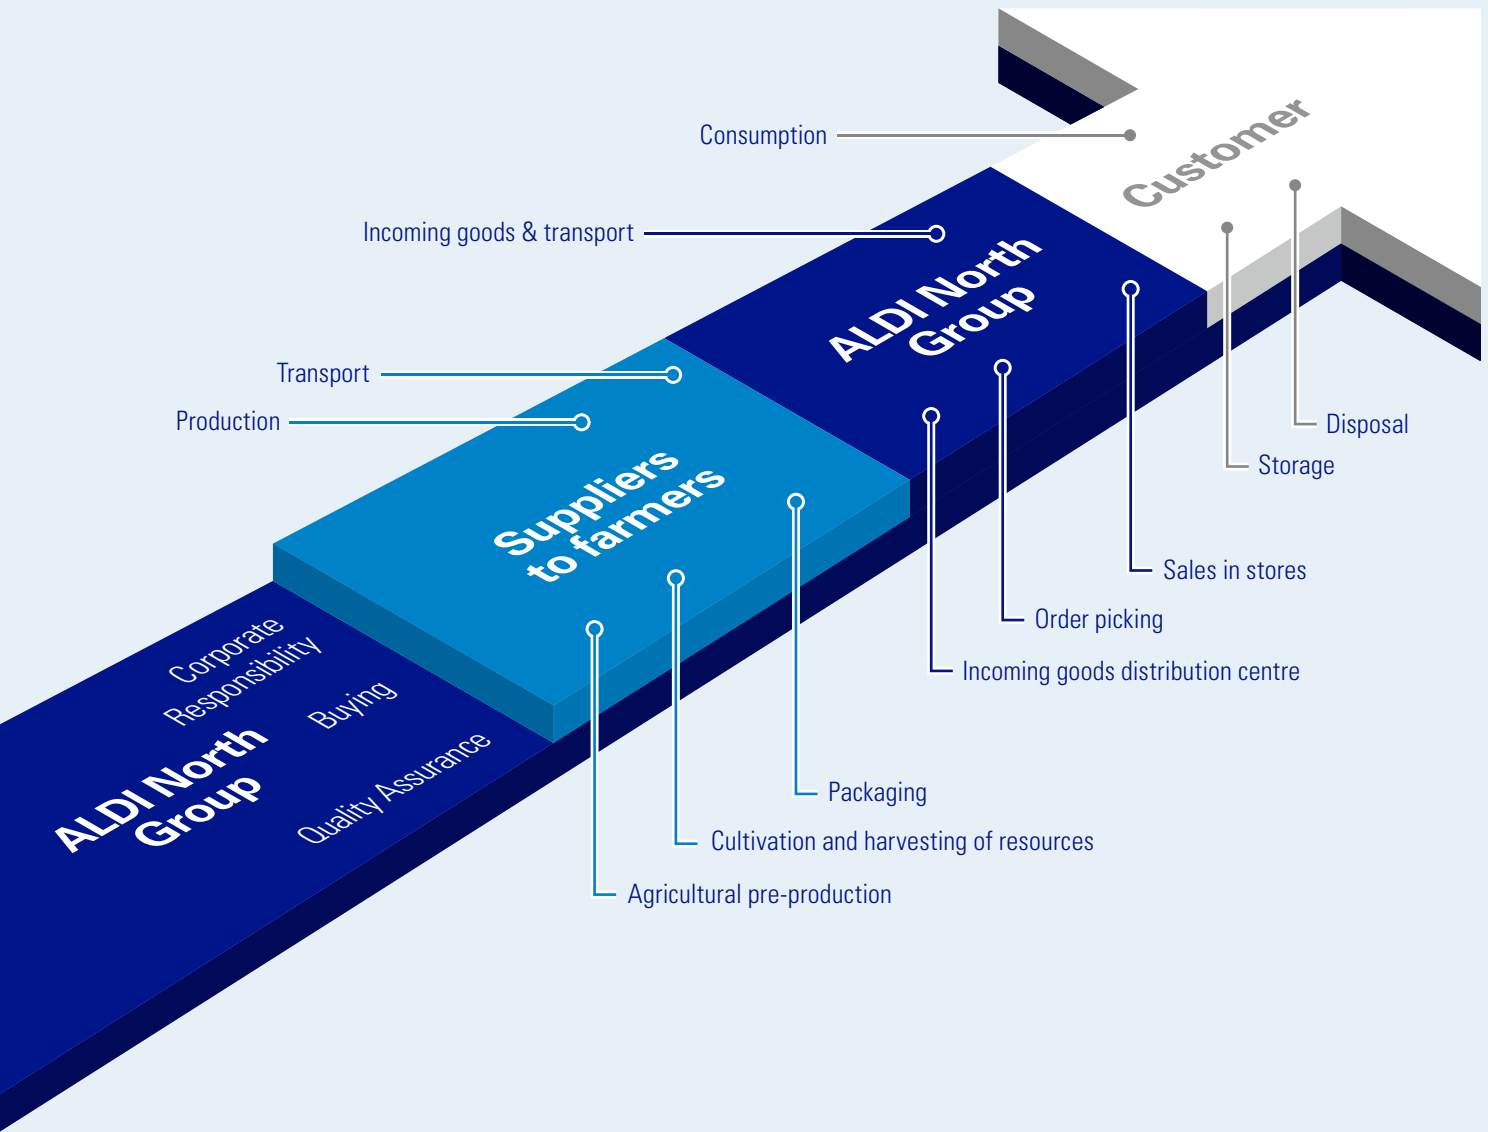 Consumption
Customer
Incoming goods & transport
ALDI North
Group
Transport
Production
Disposal
Storage
Suppliers
to farmers
Sales in stores
Order picking
Incoming goods distribution centre
Corporate
Responsibility
Buying
Quality Assurance
ALDI North
Group
Packaging
Cultivation and harvesting of resources
Agricultural pre-production